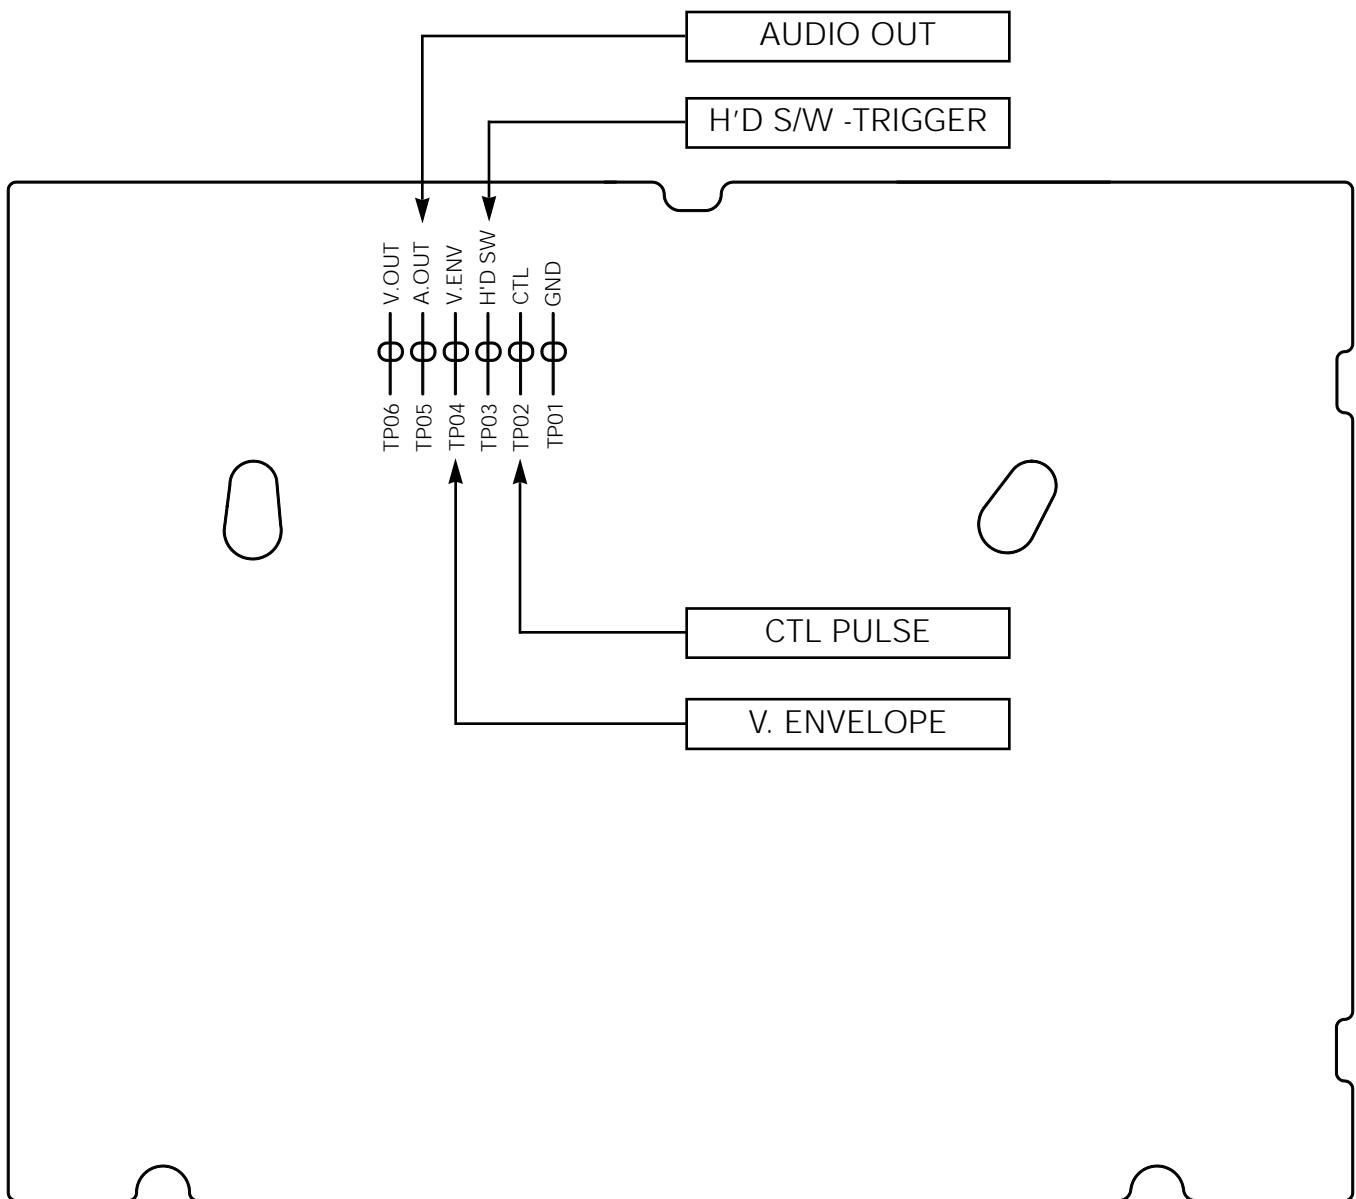 AUDIO OUT
H'D S/W -TRIGGER
V.OUT
A.OUT
V.ENV
H'D SW
CTL
GND
TP06
TP05
TP04
TP03
TP02
TP01
CTL PULSE
V. ENVELOPE